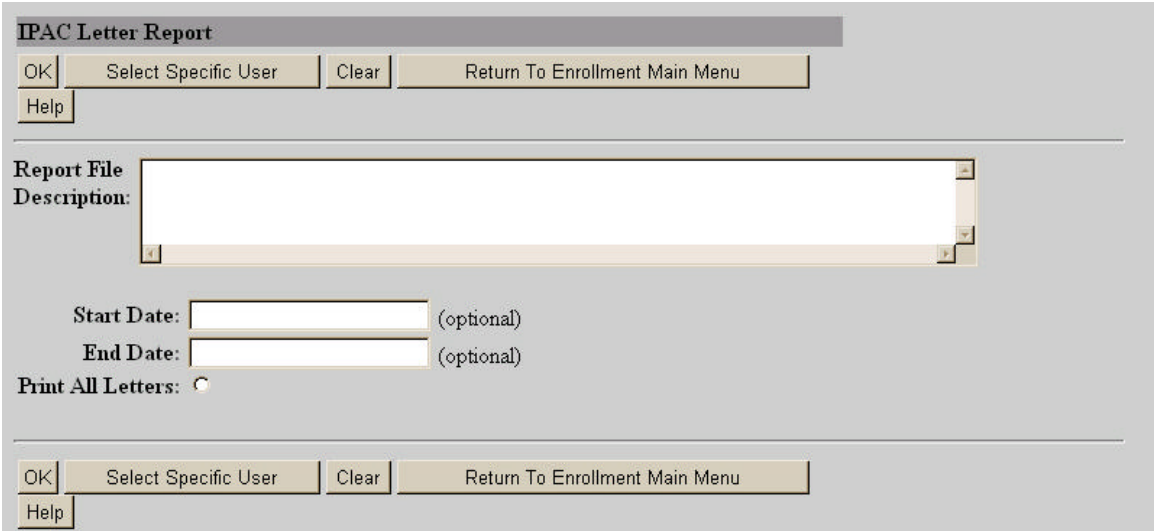 IPAC Letter Report
OK Select Specific User Clear Return To Enrollment Main Menu
Help
Report File
Description:
Start Date: (optional)
End Date: (optional)
Print All Letters:
OK Select Specific User Clear Return To Enrollment Main Menu
Help